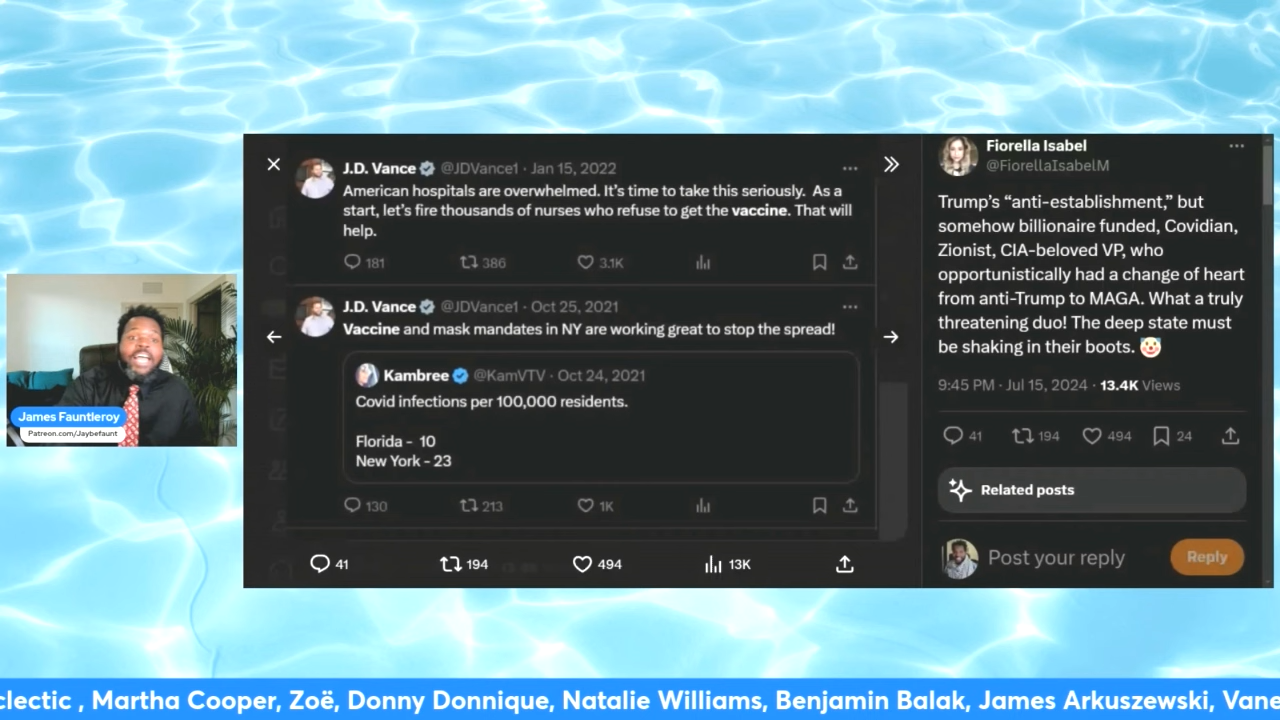 J.D. Vance @JDVance1 · Jan 15, 2022
American hospitals are overwhelmed. It's time to take this seriously. As a
start, let's fire thousands of nurses who refuse to get the vaccine. That will
help.
181 386 3.1K
J.D. Vance @JDVance1 · Oct 25, 2021
Vaccine and mask mandates in NY are working great to stop the spread!
Kambree @KamVTV · Oct 24, 2021
Covid infections per 100,000 residents.
Florida - 10
New York - 23
130 213 1K
41 194 494 13K
Fiorella Isabel
@FiorellaIsabelM
Trump's “anti-establishment,” but
somehow billionaire funded, Covidian,
Zionist, CIA-beloved VP, who
opportunistically had a change of heart
from anti-Trump to MAGA. What a truly
threatening duo! The deep state must
be shaking in their boots. 🤡
9:45 PM · Jul 15, 2024 · 13.4K Views
41 194 494 24
Related posts
Post your reply
Reply
James Fauntleroy
Patreon.com/Jaybefaunt
clectic , Martha Cooper, Zoë, Donny Donnique, Natalie Williams, Benjamin Balak, James Arkuszewski, Vane